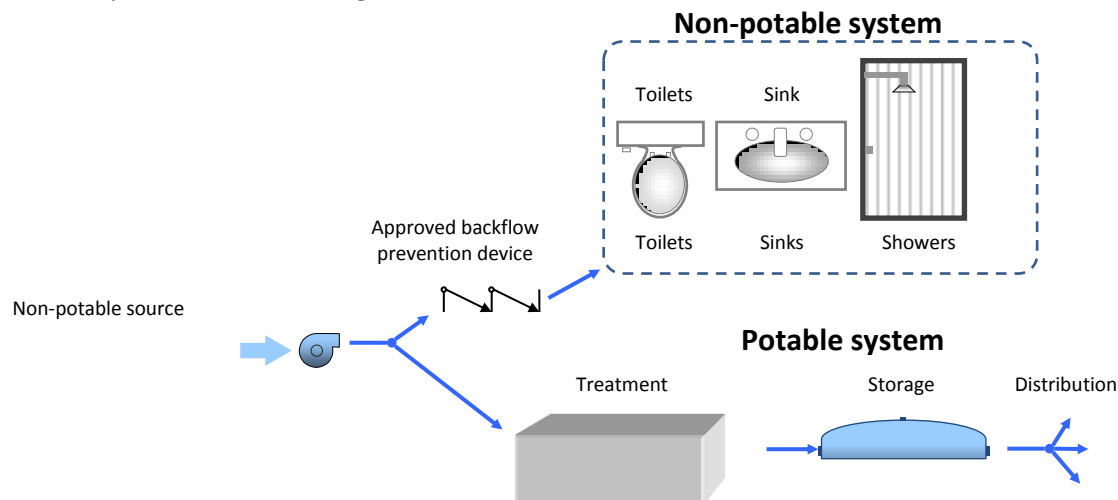 Non-potable system
Toilets
Sink
Toilets
Sinks
Showers
Approved backflow
prevention device
Non-potable source
Potable system
Treatment
Storage
Distribution